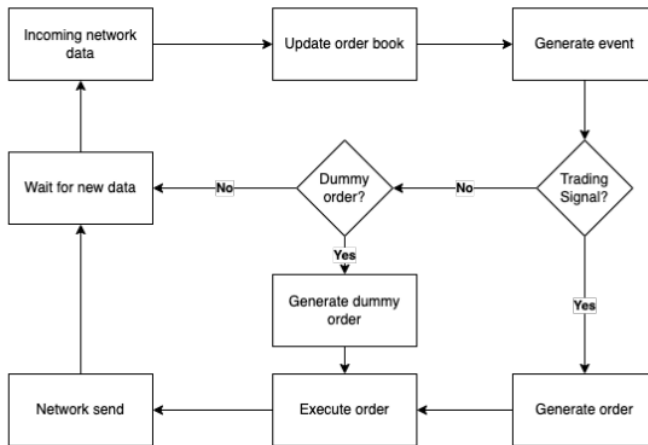 Incoming network
data
Update order book
Generate event
Wait for new data
No
Dummy
order?
No
Trading
Signal?
Yes
Generate dummy
order
Yes
Network send
Execute order
Generate order